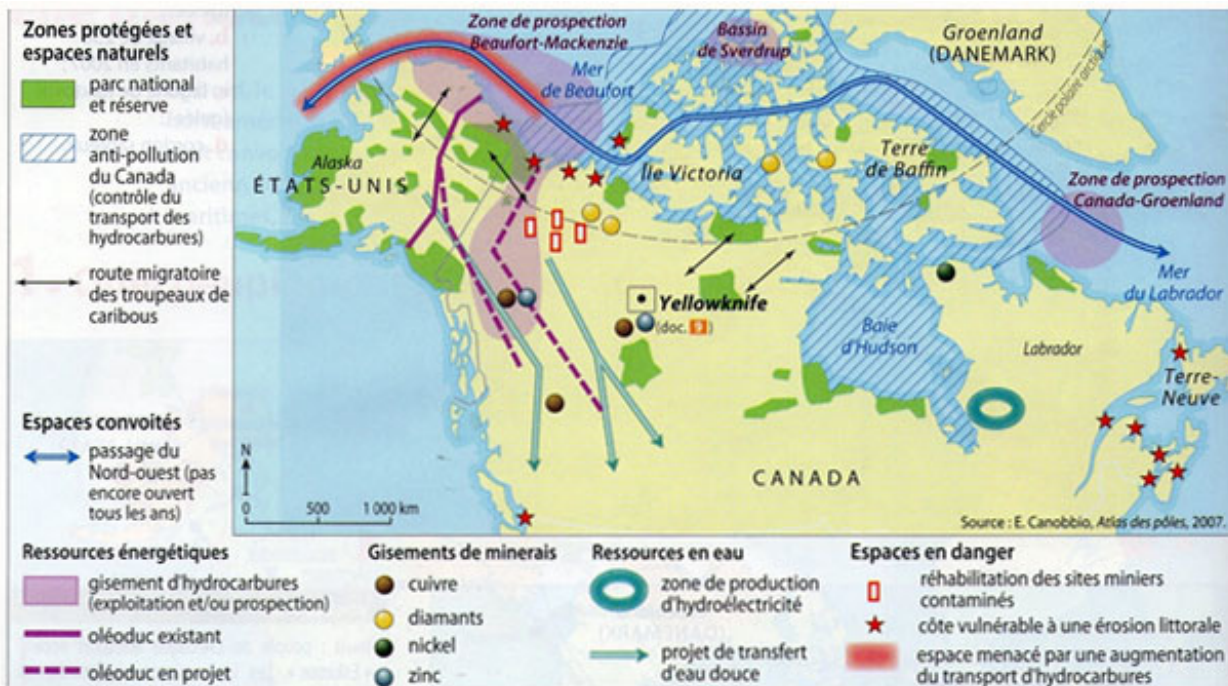 Zones protégées et
espaces naturels
parc national
et réserve
zone
anti-pollution
du Canada
(contrôle du
transport des
hydrocarbures)
route migratoire
des troupeaux de
caribous
Espaces convoités
passage du
Nord-ouest (pas
encore ouvert
tous les ans)
Zone de prospection
Beaufort-Mackenzie
Bassin
de Sverdrup
Groenland
(DANEMARK)
Mer
de Beaufort
Cercle polaire arctique
Alaska
ÉTATS-UNIS
Île Victoria
Terre
de Baffin
Zone de prospection
Canada-Groenland
Yellowknife
(doc. 9)
Mer
du Labrador
Baie
d'Hudson
Labrador
Terre-
Neuve
CANADA
N
0 500 1 000 km
Source : E. Canobbio, Atlas des pôles, 2007.
Ressources énergétiques
gisement d'hydrocarbures
(exploitation et/ou prospection)
oléoduc existant
oléoduc en projet
Gisements de minerais
cuivre
diamants
nickel
zinc
Ressources en eau
zone de production
d'hydroélectricité
projet de transfert
d'eau douce
Espaces en danger
réhabilitation des sites miniers
contaminés
côte vulnérable à une érosion littorale
espace menacé par une augmentation
du transport d'hydrocarbures